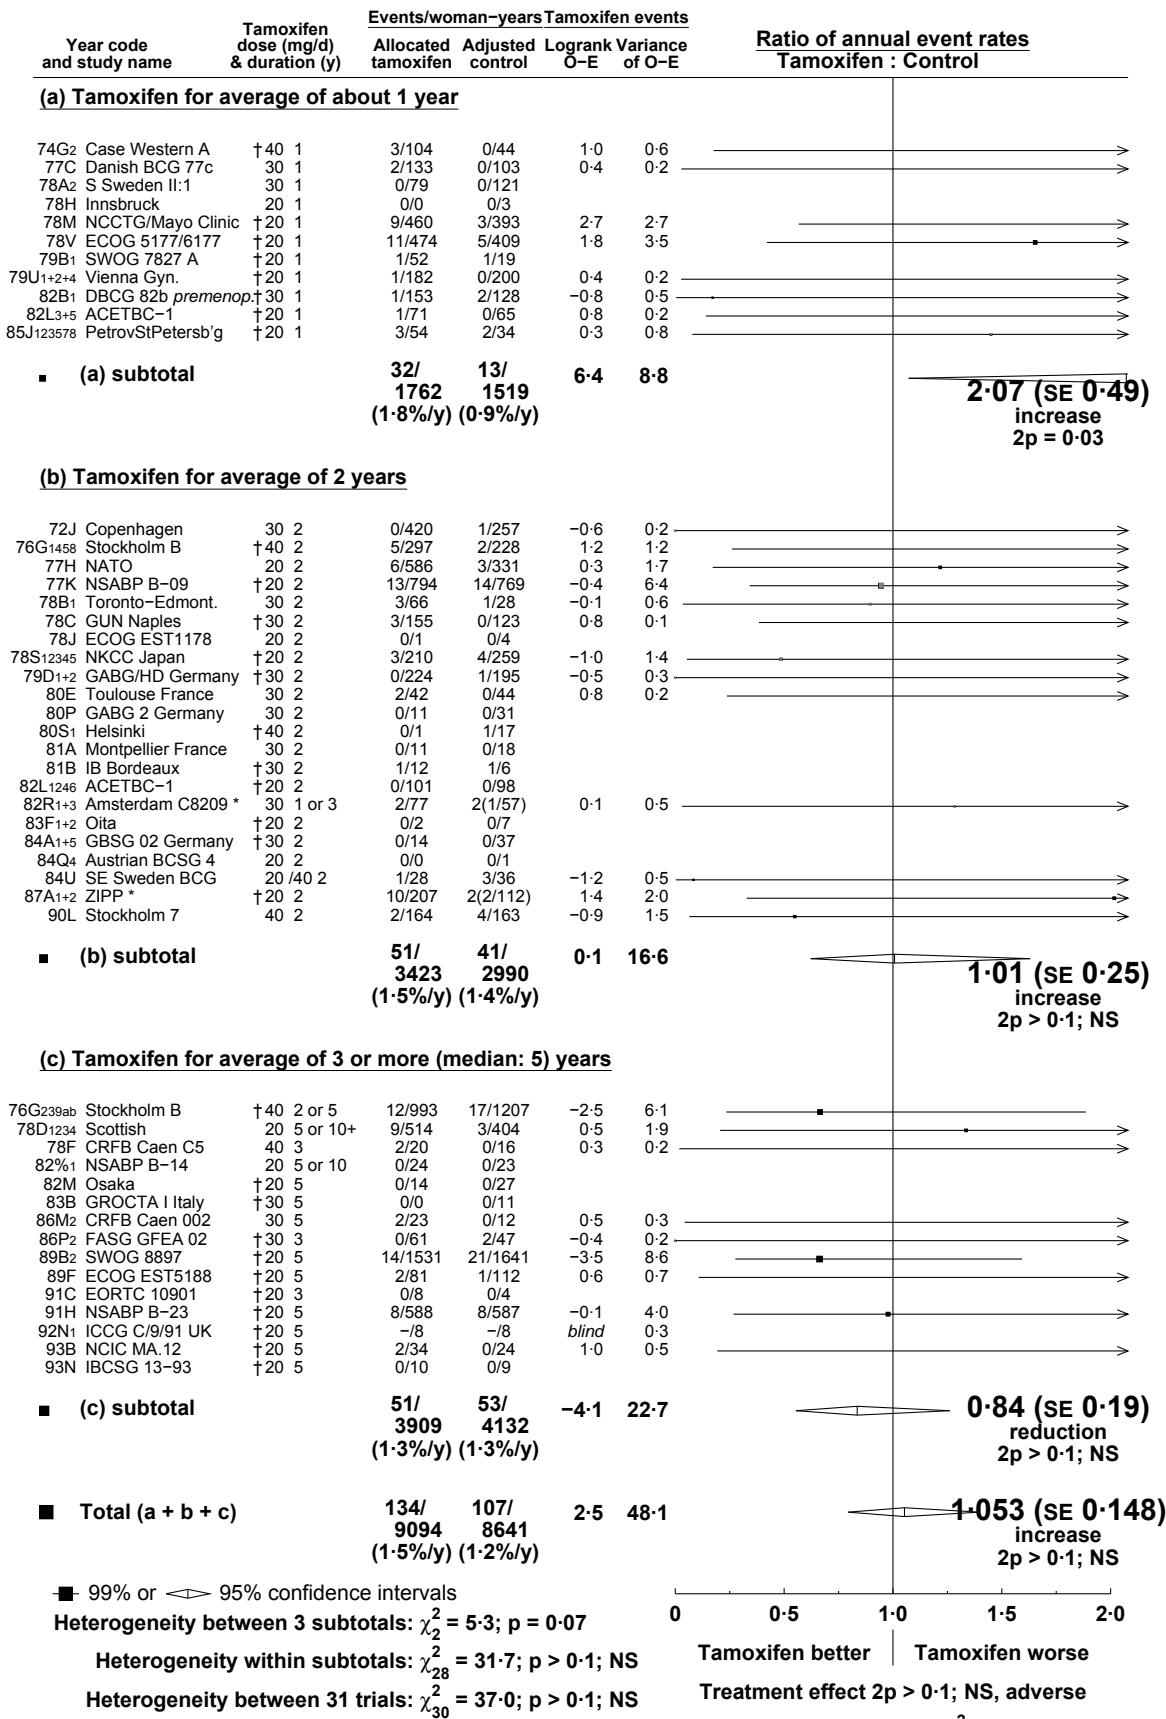 Events/woman−years Tamoxifen events
Year code and study name Tamoxifen dose (mg/d) & duration (y) Allocated tamoxifen Adjusted control Logrank O−E Variance of O−E Ratio of annual event rates Tamoxifen : Control
(a) Tamoxifen for average of about 1 year
74G2 Case Western A †40 1 3/104 0/44 1·0 0·6
77C Danish BCG 77c 30 1 2/133 0/103 0·4 0·2
78A2 S Sweden II:1 30 1 0/79 0/121
78H Innsbruck 20 1 0/0 0/3
78M NCCTG/Mayo Clinic †20 1 9/460 3/393 2·7 2·7
78V ECOG 5177/6177 †20 1 11/474 5/409 1·8 3·5
79B1 SWOG 7827 A †20 1 1/52 1/19
79U1+2+4 Vienna Gyn. †20 1 1/182 0/200 0·4 0·2
82B1 DBCG 82b premenop. †30 1 1/153 2/128 −0·8 0·5
82L3+5 ACETBC−1 †20 1 1/71 0/65 0·8 0·2
85J123578 PetrovStPetersb'g †20 1 3/54 2/34 0·3 0·8
(a) subtotal 32/ 13/ 6·4 8·8
1762 1519 2·07 (SE 0·49)
(1·8%/y) (0·9%/y) increase
2p = 0·03
(b) Tamoxifen for average of 2 years
72J Copenhagen 30 2 0/420 1/257 −0·6 0·2
76G1458 Stockholm B †40 2 5/297 2/228 1·2 1·2
77H NATO 20 2 6/586 3/331 0·3 1·7
77K NSABP B−09 †20 2 13/794 14/769 −0·4 6·4
78B1 Toronto−Edmont. 30 2 3/66 1/28 −0·1 0·6
78C GUN Naples †30 2 3/155 0/123 0·8 0·1
78J ECOG EST1178 20 2 0/1 0/4
78S12345 NKCC Japan †20 2 3/210 4/259 −1·0 1·4
79D1+2 GABG/HD Germany †30 2 0/224 1/195 −0·5 0·3
80E Toulouse France 30 2 2/42 0/44 0·8 0·2
80P GABG 2 Germany 30 2 0/11 0/31
80S1 Helsinki †40 2 0/1 1/17
81A Montpellier France 30 2 0/11 0/18
81B IB Bordeaux †30 2 1/12 1/6
82L1246 ACETBC−1 †20 2 0/101 0/98
82R1+3 Amsterdam C8209 * 30 1 or 3 2/77 2(1/57) 0·1 0·5
83F1+2 Oita †20 2 0/2 0/7
84A1+5 GBSG 02 Germany †30 2 0/14 0/37
84Q4 Austrian BCSG 4 20 2 0/0 0/1
84U SE Sweden BCG 20 /40 2 1/28 3/36 −1·2 0·5
87A1+2 ZIPP * †20 2 10/207 2(2/112) 1·4 2·0
90L Stockholm 7 40 2 2/164 4/163 −0·9 1·5
(b) subtotal 51/ 41/ 0·1 16·6
3423 2990 1·01 (SE 0·25)
(1·5%/y) (1·4%/y) increase
2p > 0·1; NS
(c) Tamoxifen for average of 3 or more (median: 5) years
76G239ab Stockholm B †40 2 or 5 12/993 17/1207 −2·5 6·1
78D1234 Scottish 20 5 or 10+ 9/514 3/404 0·5 1·9
78F CRFB Caen C5 40 3 2/20 0/16 0·3 0·2
82%1 NSABP B−14 20 5 or 10 0/24 0/23
82M Osaka †20 5 0/14 0/27
83B GROCTA I Italy †30 5 0/0 0/11
86M2 CRFB Caen 002 30 5 2/23 0/12 0·5 0·3
86P2 FASG GFEA 02 †30 3 0/61 2/47 −0·4 0·2
89B2 SWOG 8897 †20 5 14/1531 21/1641 −3·5 8·6
89F ECOG EST5188 †20 5 2/81 1/112 0·6 0·7
91C EORTC 10901 †20 3 0/8 0/4
91H NSABP B−23 †20 5 8/588 8/587 −0·1 4·0
92N1 ICCG C/9/91 UK †20 5 −/8 −/8 blind 0·3
93B NCIC MA.12 †20 5 2/34 0/24 1·0 0·5
93N IBCSG 13−93 †20 5 0/10 0/9
(c) subtotal 51/ 53/ −4·1 22·7 0·84 (SE 0·19)
3909 4132 reduction
(1·3%/y) (1·3%/y) 2p > 0·1; NS
Total (a + b + c) 134/ 107/ 2·5 48·1 1·053 (SE 0·148)
9094 8641 increase
(1·5%/y) (1·2%/y) 2p > 0·1; NS
99% or 95% confidence intervals
0 0·5 1·0 1·5 2·0
Heterogeneity between 3 subtotals: χ²₂ = 5·3; p = 0·07
Tamoxifen better Tamoxifen worse
Heterogeneity within subtotals: χ²₂₈ = 31·7; p > 0·1; NS
Heterogeneity between 31 trials: χ²₃₀ = 37·0; p > 0·1; NS
Treatment effect 2p > 0·1; NS, adverse